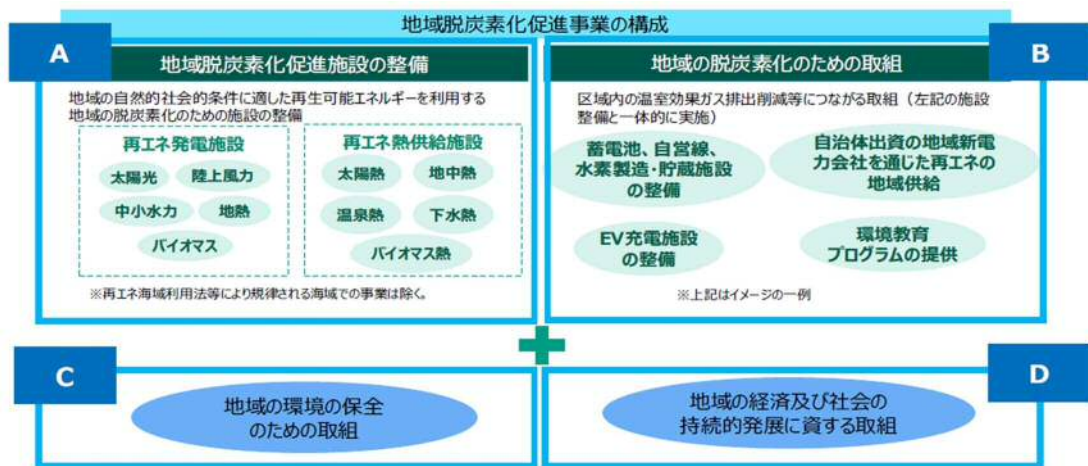 地域脱炭素化促進事業の構成
A
地域脱炭素化促進施設の整備
地域の自然的社会的条件に適した再生可能エネルギーを利用する
地域の脱炭素化のための施設の整備
再エネ発電施設
太陽光
陸上風力
中小水力
地熱
バイオマス
再エネ熱供給施設
太陽熱
地中熱
温泉熱
下水熱
バイオマス熱
※再エネ海域利用法等により規律される海域での事業は除く。
B
地域の脱炭素化のための取組
区域内の温室効果ガス排出削減等につながる取組（左記の施設
整備と一体的に実施）
蓄電池、自営線、
水素製造・貯蔵施設
の整備
自治体出資の地域新電
力会社を通じた再エネの
地域供給
EV充電施設
の整備
環境教育
プログラムの提供
※上記はイメージの一例
C
地域の環境の保全
のための取組
D
地域の経済及び社会の
持続的発展に資する取組